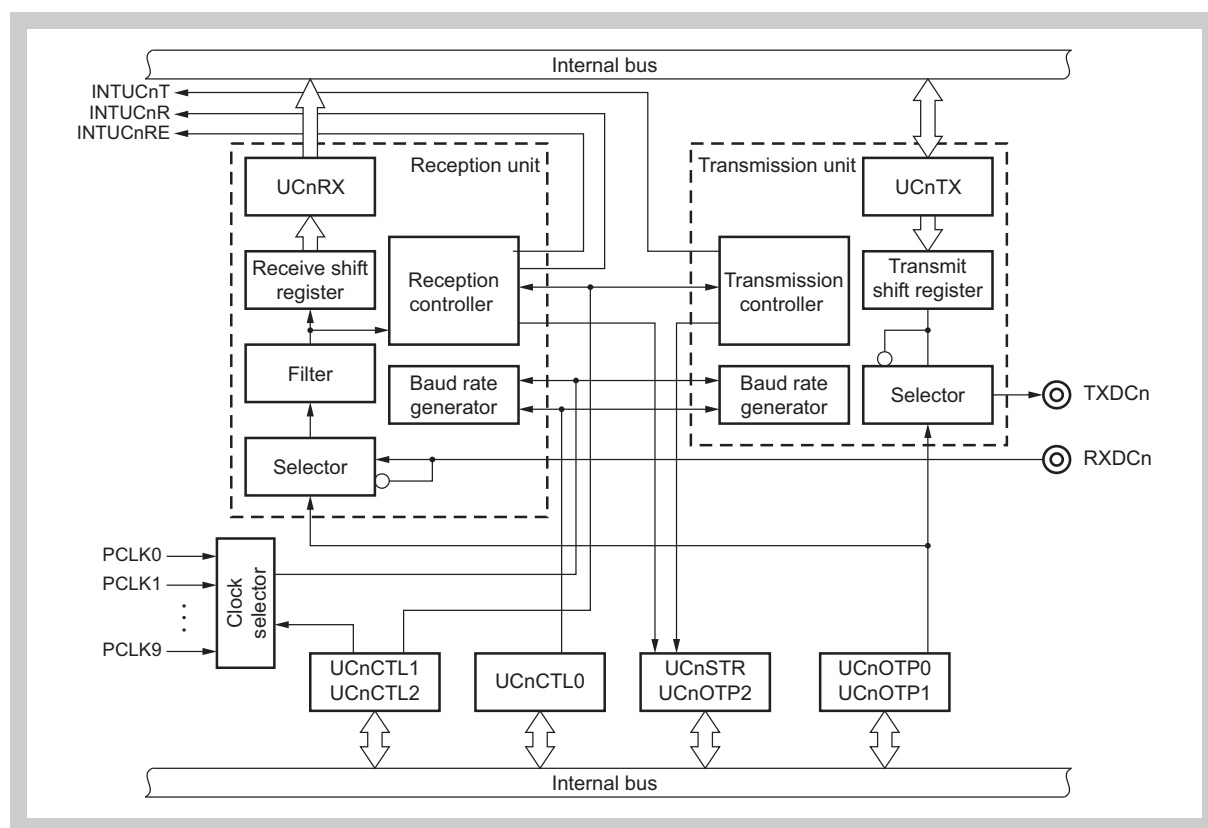 Internal bus
INTUCnT
INTUCnR
INTUCnRE
Reception unit
Transmission unit
UCnRX
UCnTX
Receive shift
register
Reception
controller
Transmission
controller
Transmit
shift register
Filter
Baud rate
generator
Baud rate
generator
Selector
TXDCn
Selector
RXDCn
PCLK0
PCLK1
⋮
PCLK9
Clock
selector
UCnCTL1
UCnCTL2
UCnCTL0
UCnSTR
UCnOTP2
UCnOTP0
UCnOTP1
Internal bus